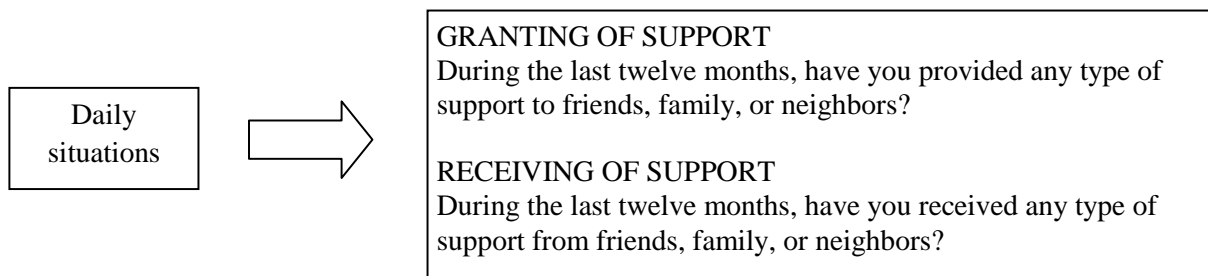 Daily
situations
GRANTING OF SUPPORT
During the last twelve months, have you provided any type of
support to friends, family, or neighbors?
RECEIVING OF SUPPORT
During the last twelve months, have you received any type of
support from friends, family, or neighbors?